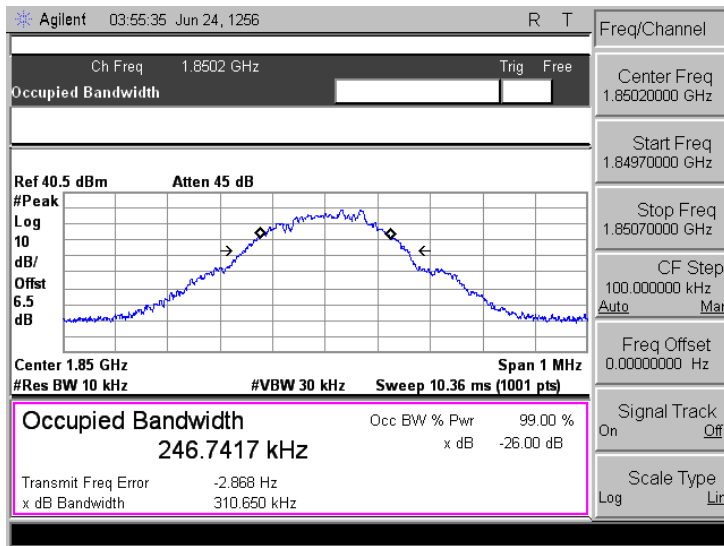 Agilent 03:55:35 Jun 24, 1256 R T
Freq/Channel
Ch Freq 1.8502 GHz Trig Free
Occupied Bandwidth
Center Freq
1.85020000 GHz
Start Freq
1.84970000 GHz
Stop Freq
1.85070000 GHz
CF Step
100.000000 kHz
Auto Man
Freq Offset
0.00000000 Hz
Signal Track
On Off
Scale Type
Log Lin
Ref 40.5 dBm Atten 45 dB
#Peak
Log
10
dB/
Offst
6.5
dB
Center 1.85 GHz Span 1 MHz
#Res BW 10 kHz #VBW 30 kHz Sweep 10.36 ms (1001 pts)
Occupied Bandwidth Occ BW % Pwr 99.00 %
246.7417 kHz x dB -26.00 dB
Transmit Freq Error -2.868 Hz
x dB Bandwidth 310.650 kHz